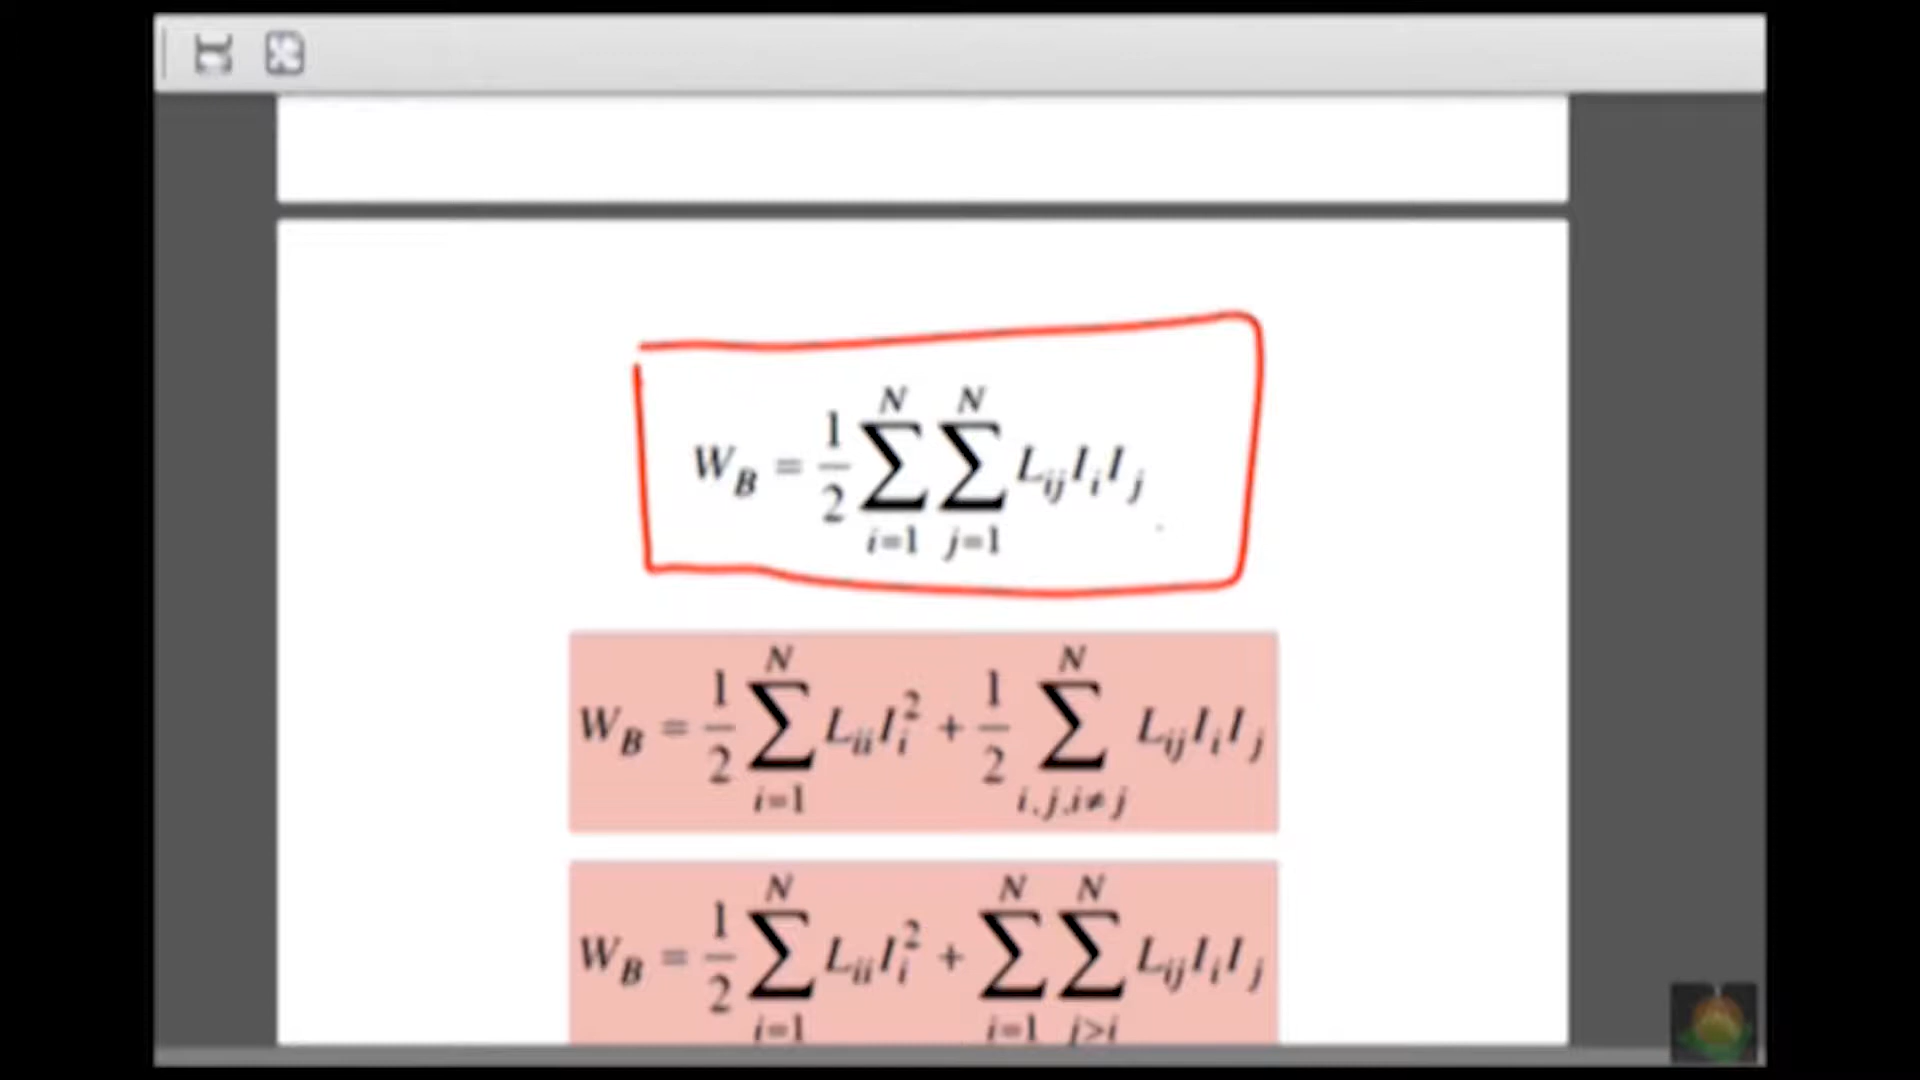 W_B = \frac{1}{2} \sum_{i=1}^{N} \sum_{j=1}^{N} L_{ij} I_i I_j
W_B = \frac{1}{2} \sum_{i=1}^{N} L_{ii} I_i^2 + \frac{1}{2} \sum_{i,j,i≠j}^{N} L_{ij} I_i I_j
W_B = \frac{1}{2} \sum_{i=1}^{N} L_{ii} I_i^2 + \sum_{i=1}^{N} \sum_{j>i}^{N} L_{ij} I_i I_j